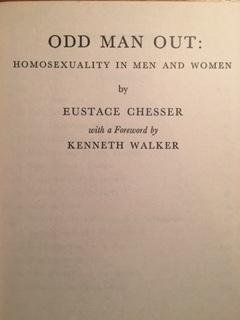 ODD MAN OUT:
HOMOSEXUALITY IN MEN AND WOMEN
by
EUSTACE CHESSER
with a Foreword by
KENNETH WALKER